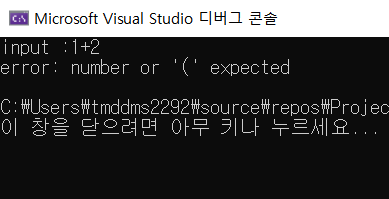 Microsoft Visual Studio 디버그 콘솔
input :1+2
error: number or '(' expected
C:₩Users₩tmddms2292₩source₩repos₩Projec
이 창을 닫으려면 아무 키나 누르세요...